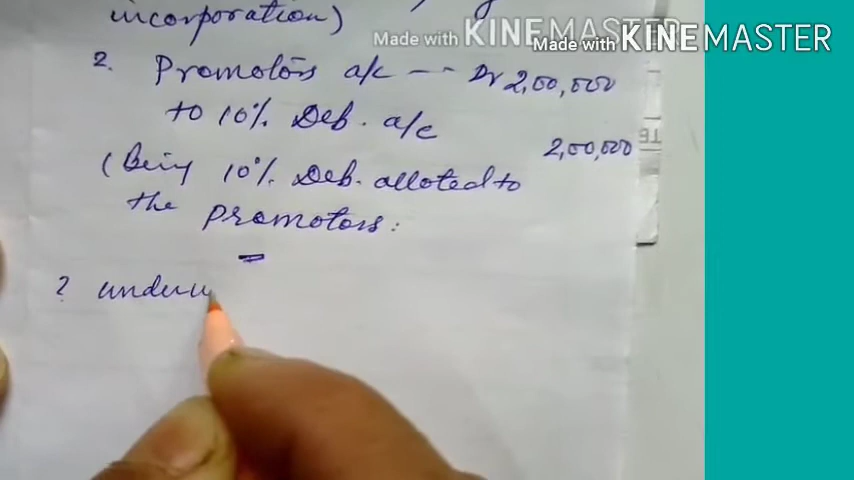 incorporation)
Made with KINEMASTER
Made with KINEMASTER
2. Promotors a/c -- Dr 2,00,000
to 10% Deb. a/c
2,00,000
(Being 10% Deb. alloted to
the promotors.
? underw